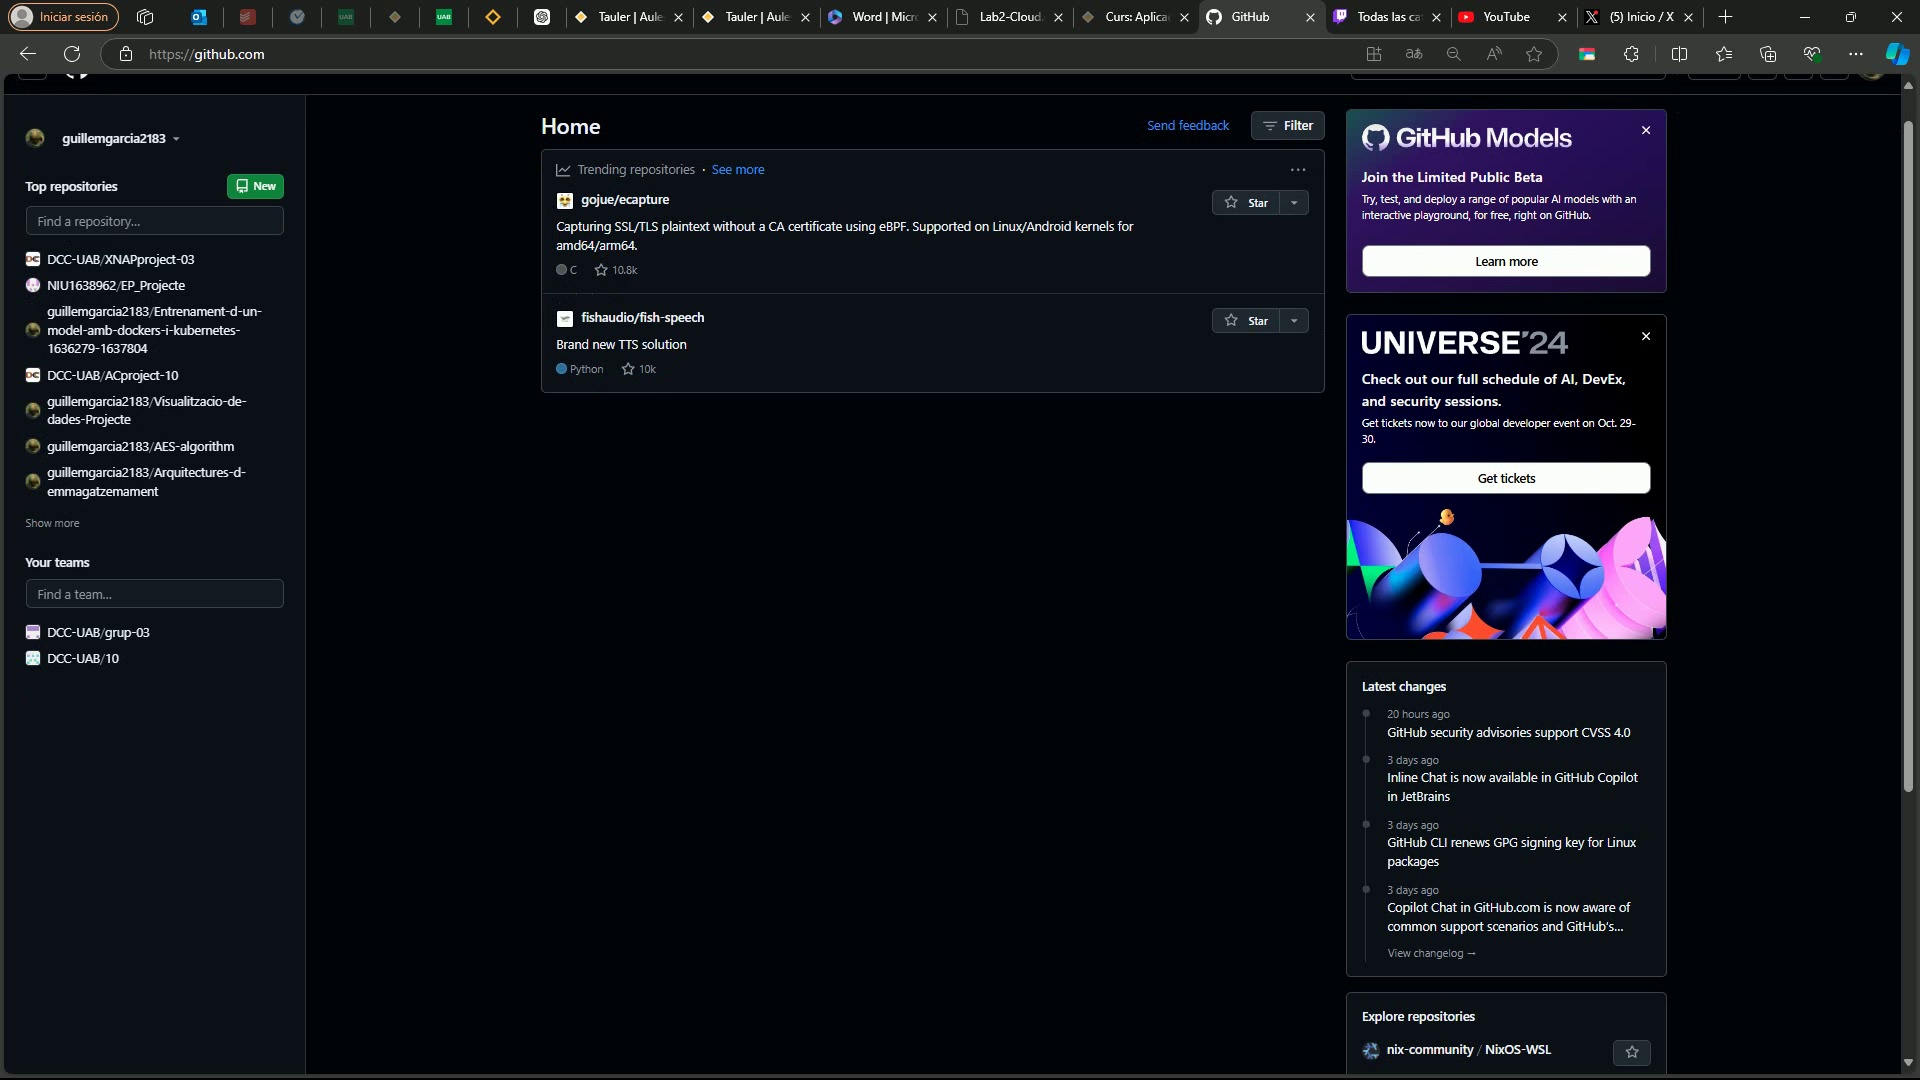 Iniciar sesión
UAB
UAB
Tauler | Aule
Tauler | Aule
Word | Micr
Lab2-Cloud.
Curs: Aplica
GitHub
Todas las ca
YouTube
(5) Inicio / X
https://github.com
guillemgarcia2183
Top repositories
New
Find a repository...
DCC-UAB/XNAPproject-03
NIU1638962/EP_Projecte
guillemgarcia2183/Entrenament-d-un-
model-amb-dockers-i-kubernetes-
1636279-1637804
DCC-UAB/ACproject-10
guillemgarcia2183/Visualitzacio-de-
dades-Projecte
guillemgarcia2183/AES-algorithm
guillemgarcia2183/Arquitectures-d-
emmagatzemament
Show more
Your teams
Find a team...
DCC-UAB/grup-03
DCC-UAB/10
Home
Send feedback
Filter
Trending repositories · See more
gojue/ecapture
Star
Capturing SSL/TLS plaintext without a CA certificate using eBPF. Supported on Linux/Android kernels for
amd64/arm64.
C 10.8k
fishaudio/fish-speech
Star
Brand new TTS solution
Python 10k
GitHub Models
Join the Limited Public Beta
Try, test, and deploy a range of popular AI models with an
interactive playground, for free, right on GitHub.
Learn more
UNIVERSE'24
Check out our full schedule of AI, DevEx,
and security sessions.
Get tickets now to our global developer event on Oct. 29-
30.
Get tickets
Latest changes
20 hours ago
GitHub security advisories support CVSS 4.0
3 days ago
Inline Chat is now available in GitHub Copilot
in JetBrains
3 days ago
GitHub CLI renews GPG signing key for Linux
packages
3 days ago
Copilot Chat in GitHub.com is now aware of
common support scenarios and GitHub's...
View changelog →
Explore repositories
nix-community / NixOS-WSL